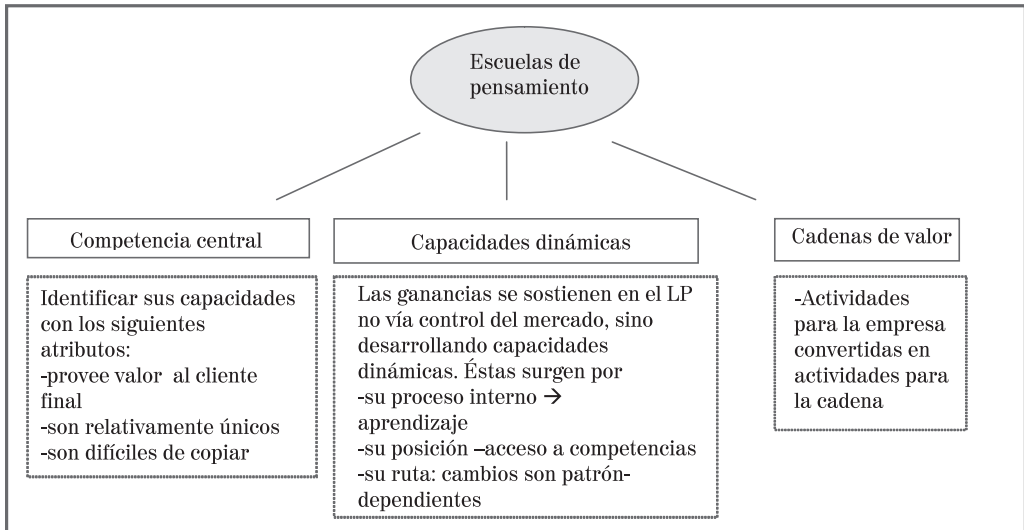 Escuelas de
pensamiento
Competencia central
Capacidades dinámicas
Cadenas de valor
Identificar sus capacidades
con los siguientes
atributos:
-provee valor al cliente
final
-son relativamente únicos
-son difíciles de copiar
Las ganancias se sostienen en el LP
no vía control del mercado, sino
desarrollando capacidades
dinámicas. Éstas surgen por
-su proceso interno →
aprendizaje
-su posición –acceso a competencias
-su ruta: cambios son patrón-
dependientes
-Actividades
para la empresa
convertidas en
actividades para
la cadena